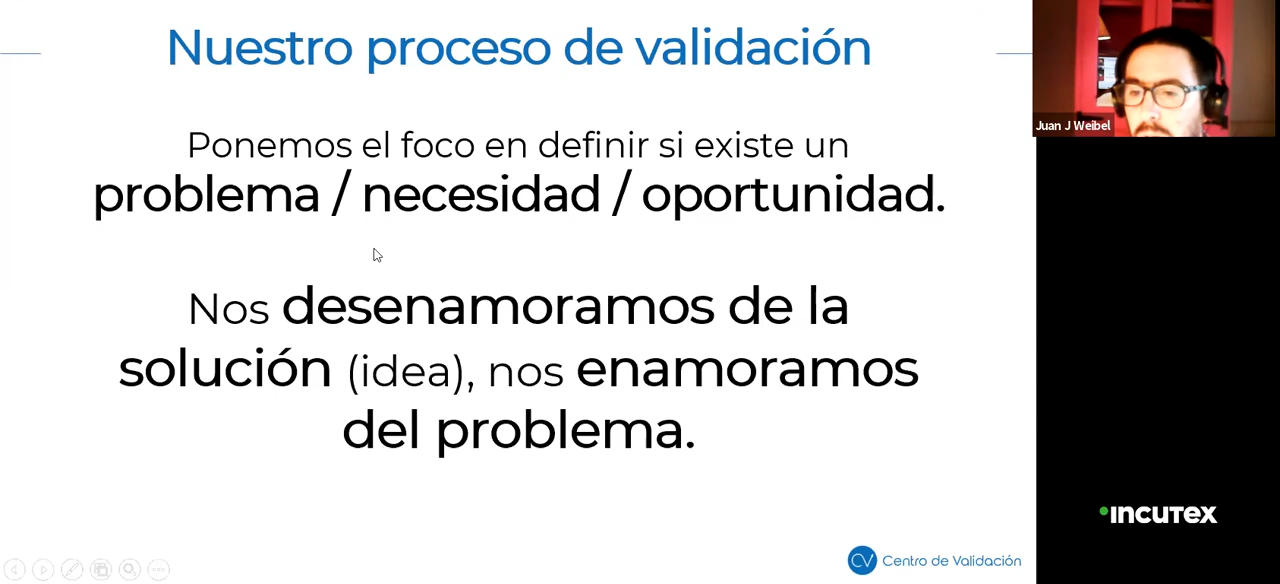 Nuestro proceso de validación
Ponemos el foco en definir si existe un
problema / necesidad / oportunidad.
Nos desenamoramos de la
solución (idea), nos enamoramos
del problema.
Juan J Weibel
INCUTEX
CV Centro de Validación